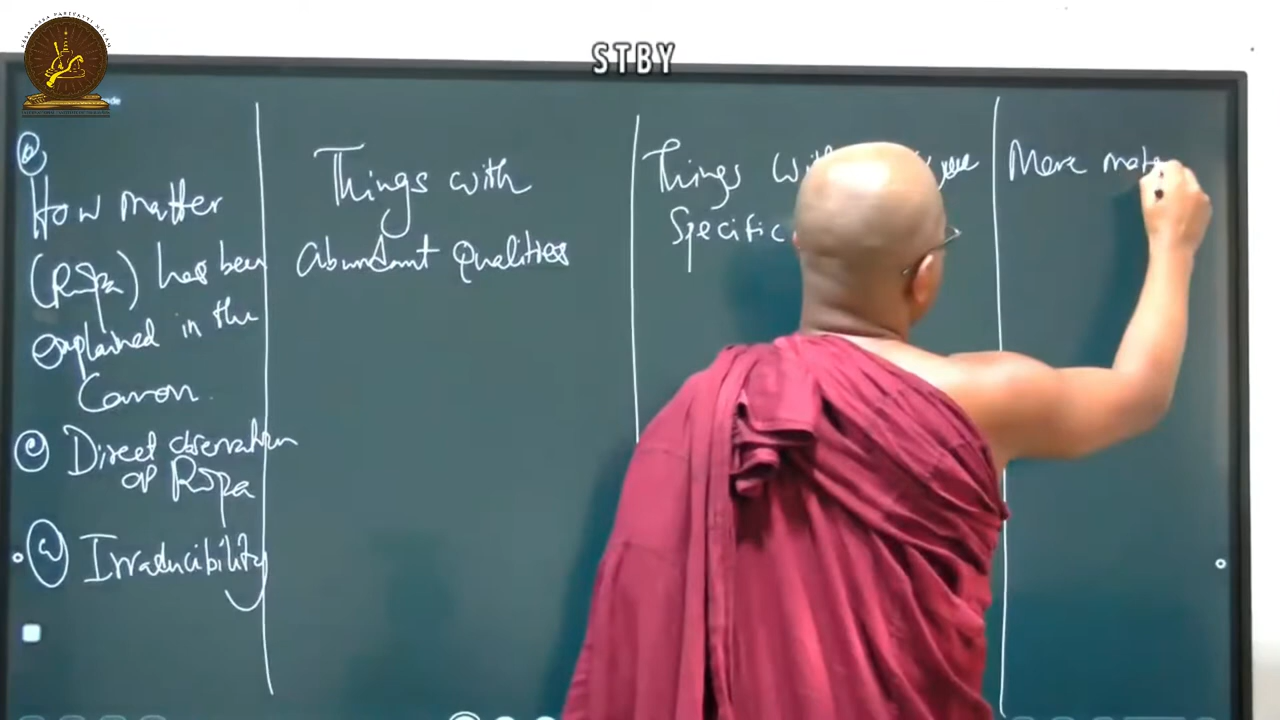 STBY
How matter
(Rūpa) has been
explained in the
Canon.
Direct observation
of Rūpa
Irraducibility
Things with
abundant qualities
Things
Specific
Mere